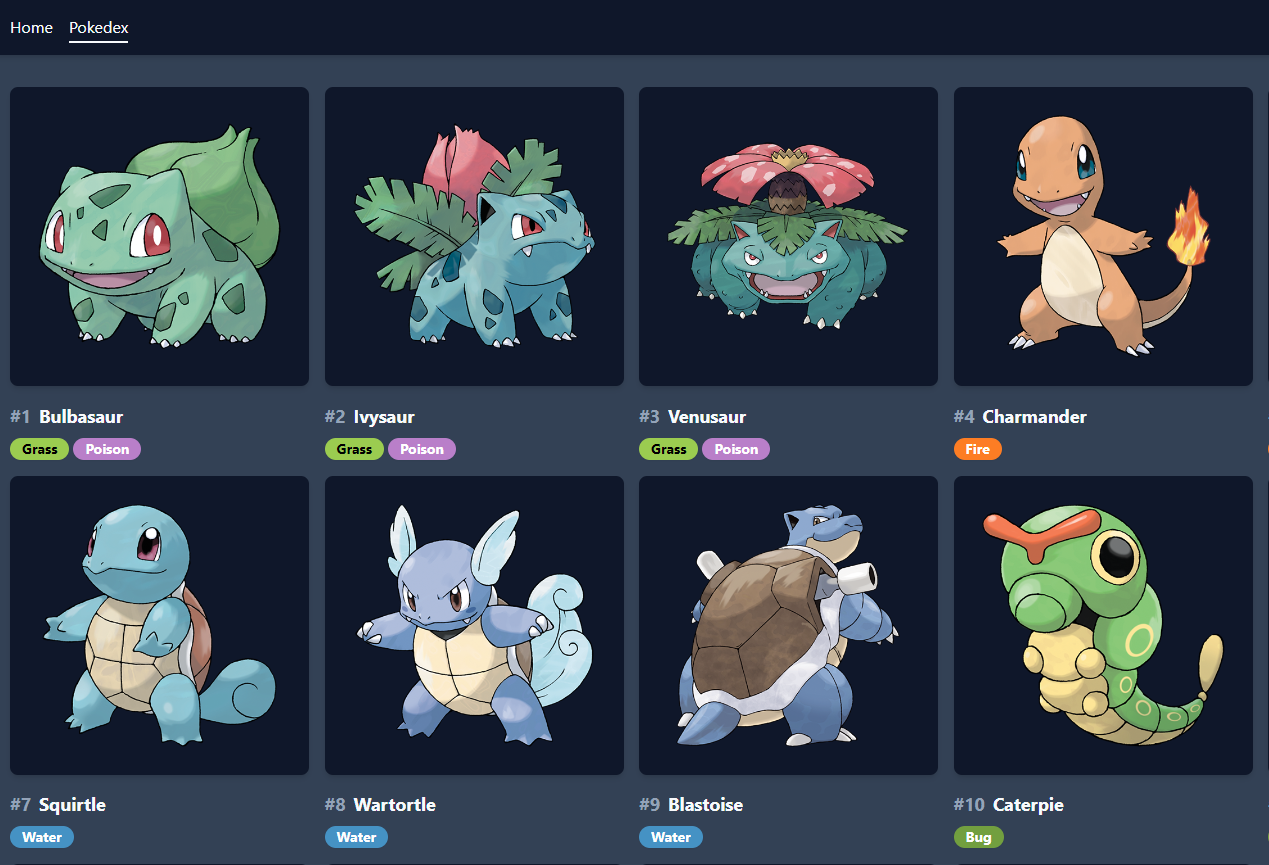 Home Pokedex
#1 Bulbasaur
Grass Poison
#2 Ivysaur
Grass Poison
#3 Venusaur
Grass Poison
#4 Charmander
Fire
#7 Squirtle
Water
#8 Wartortle
Water
#9 Blastoise
Water
#10 Caterpie
Bug